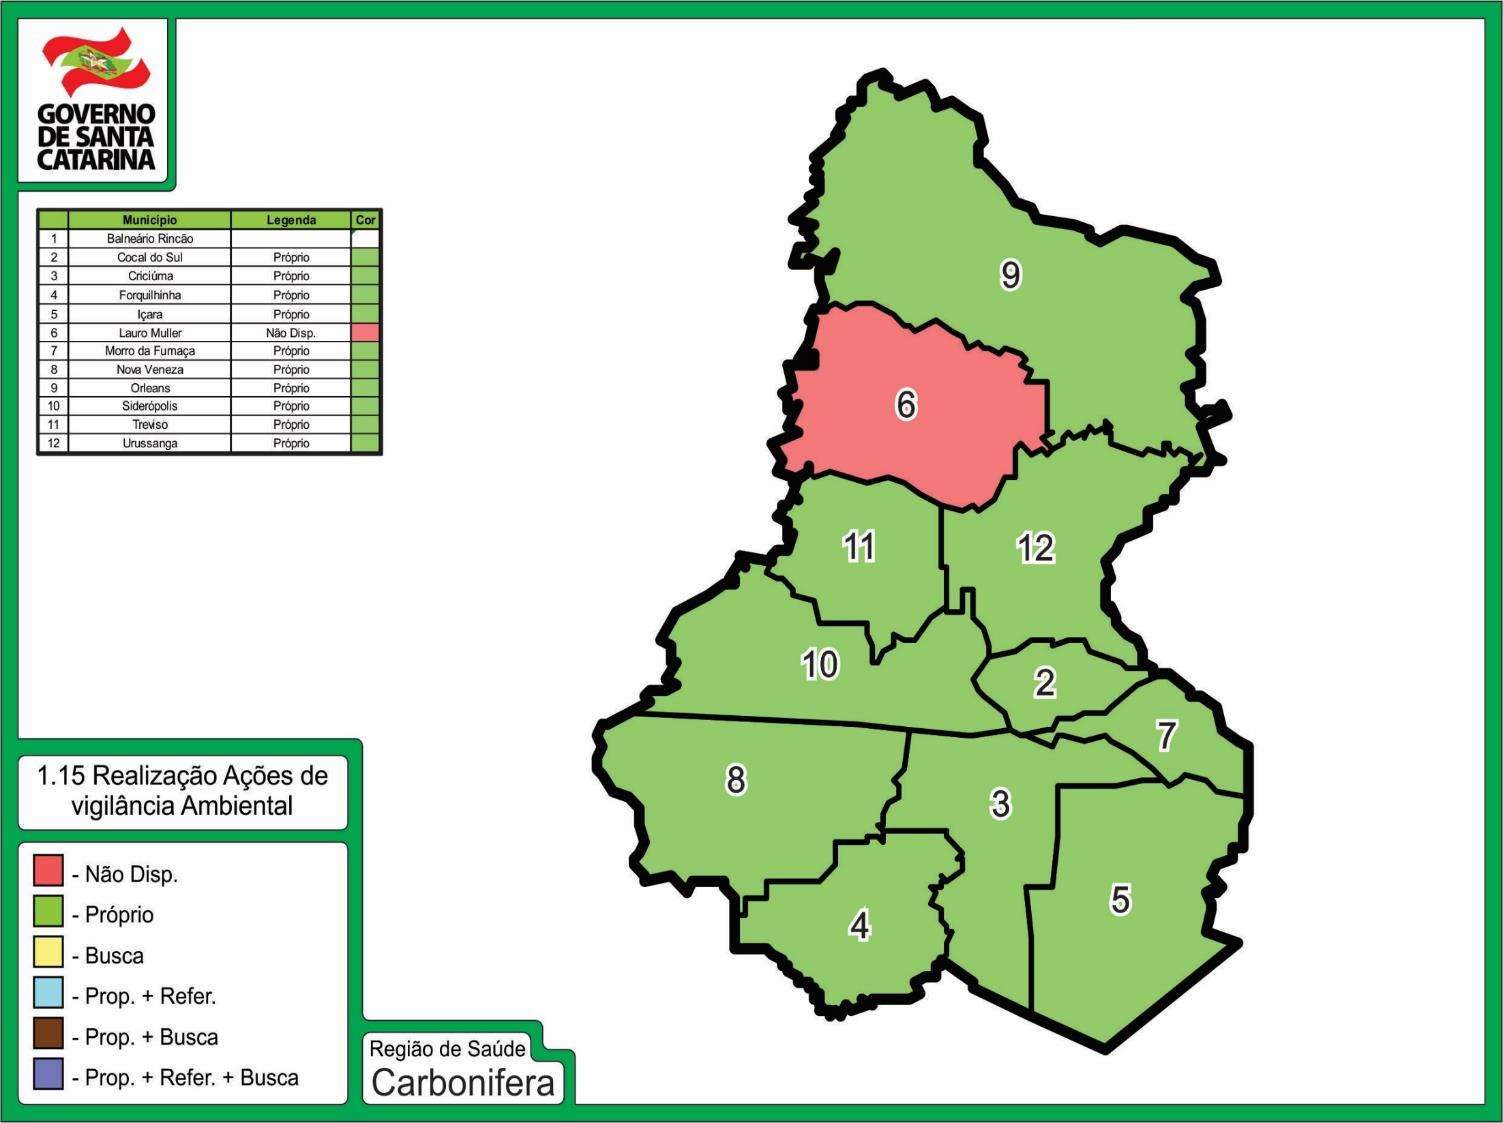 GOVERNO
DE SANTA
CATARINA
Município Legenda Cor
1 Balneário Rincão
2 Cocal do Sul Próprio
3 Criciúma Próprio
4 Forquilhinha Próprio
5 Içara Próprio
6 Lauro Muller Não Disp.
7 Morro da Fumaça Próprio
8 Nova Veneza Próprio
9 Orleans Próprio
10 Siderópolis Próprio
11 Treviso Próprio
12 Urussanga Próprio
9
6
11
12
10
2
7
8
3
5
4
1.15 Realização Ações de
vigilância Ambiental
- Não Disp.
- Próprio
- Busca
- Prop. + Refer.
- Prop. + Busca
- Prop. + Refer. + Busca
Região de Saúde
Carbonifera